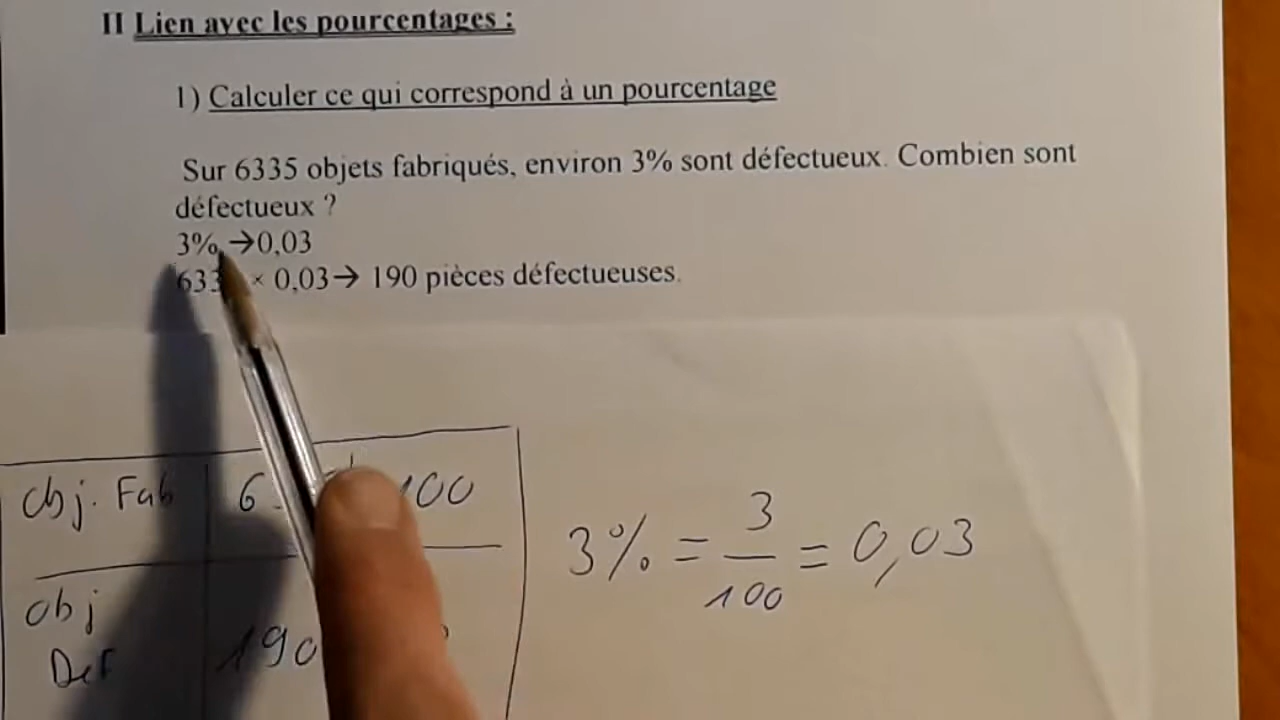 II Lien avec les pourcentages :
1) Calculer ce qui correspond à un pourcentage
Sur 6335 objets fabriqués, environ 3% sont défectueux. Combien sont
défectueux ?
3% →0,03
633 × 0,03→ 190 pièces défectueuses.
Obj. Fab 6 100
3% = 3/100 = 0,03
Obj
Def 190